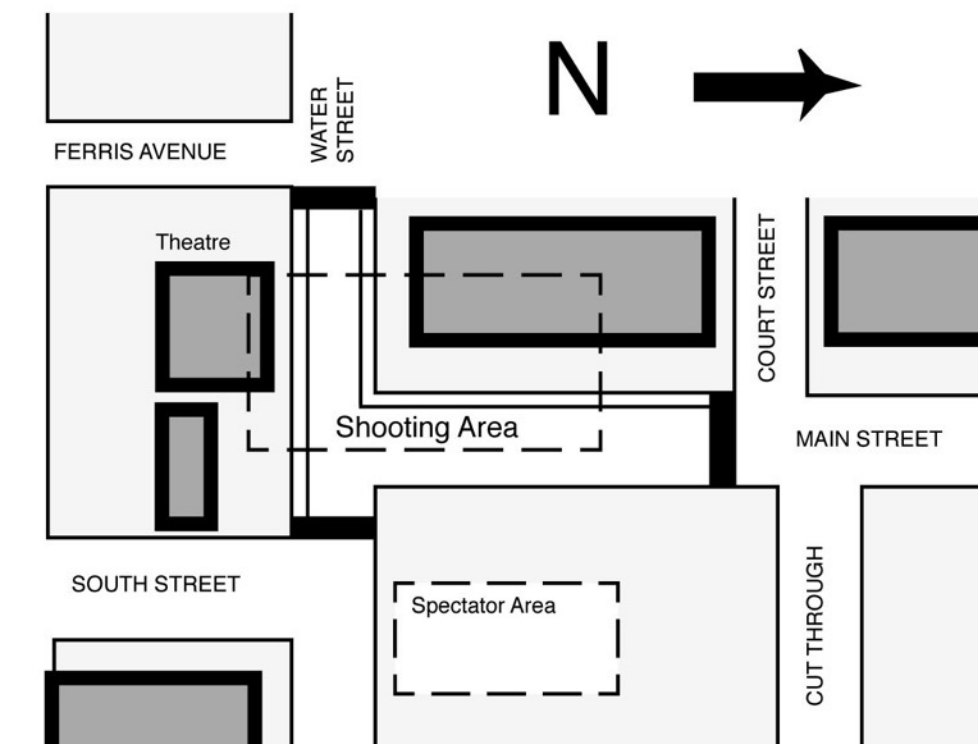 N
WATER
STREET
FERRIS AVENUE
Theatre
COURT STREET
Shooting Area
MAIN STREET
SOUTH STREET
Spectator Area
CUT THROUGH